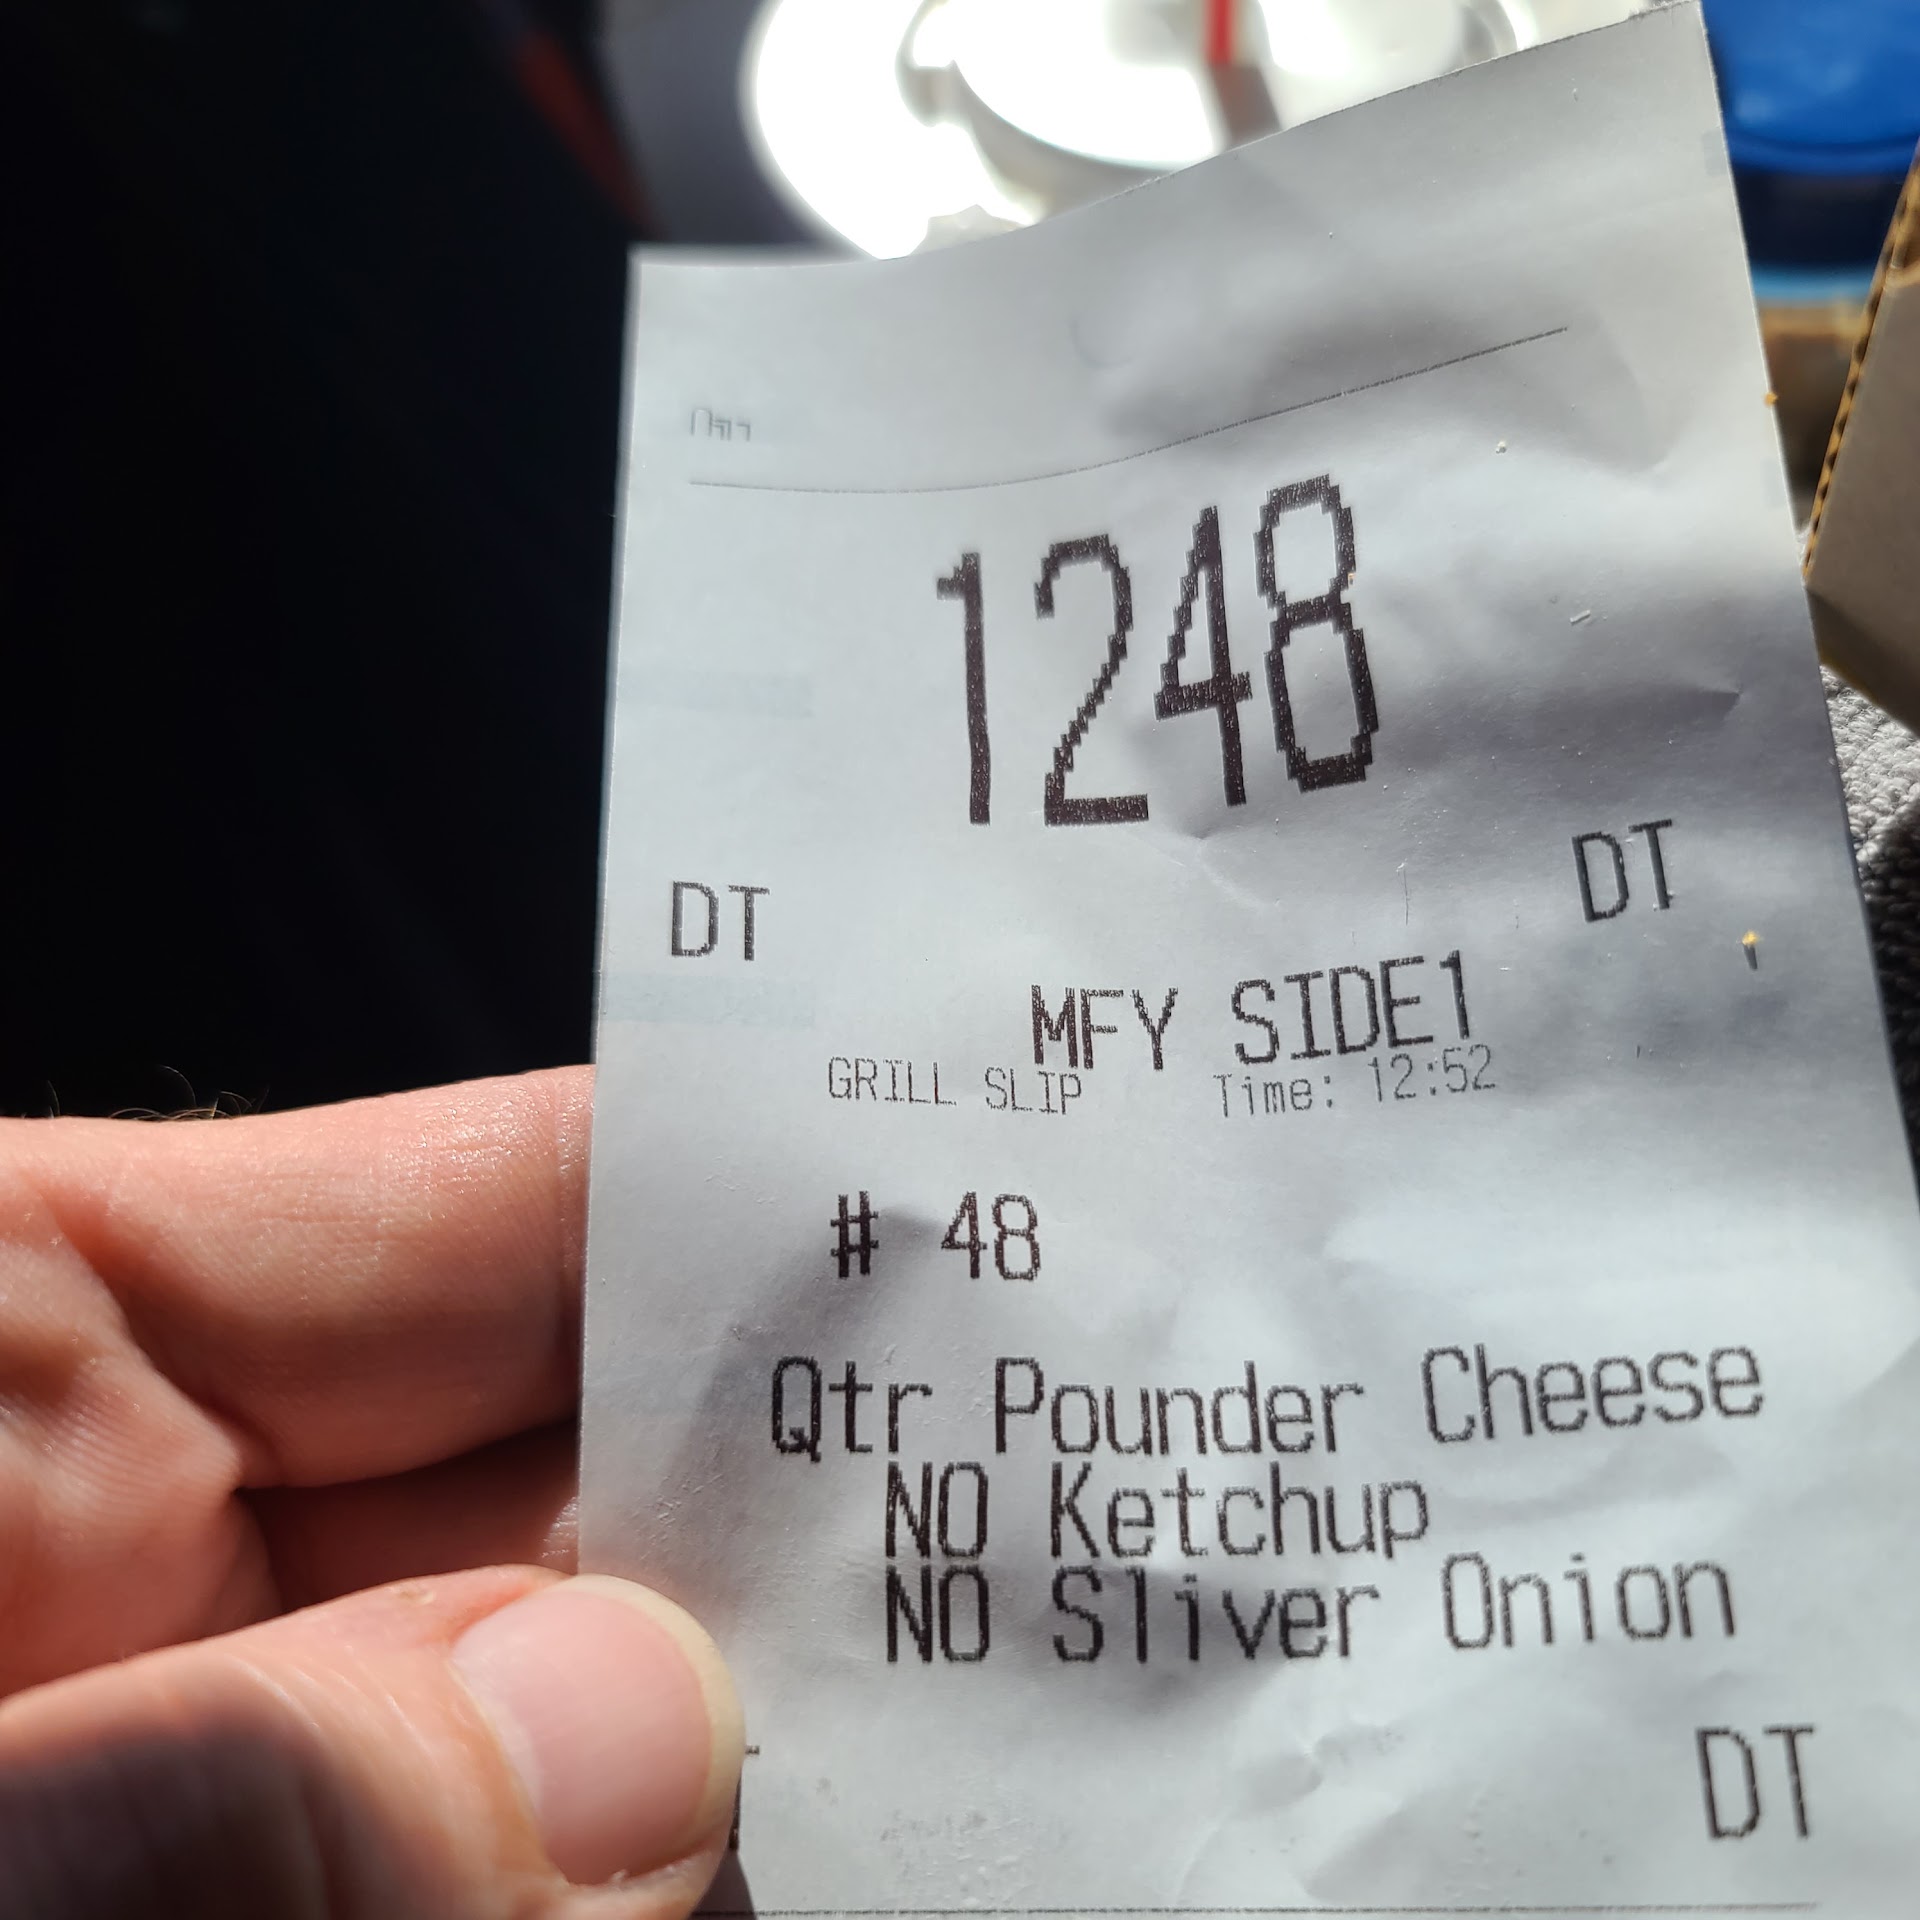 1248
DT DT
MFY SIDE1
GRILL SLIP Time: 12:52
# 48
Qtr Pounder Cheese
NO Ketchup
NO Sliver Onion
DT